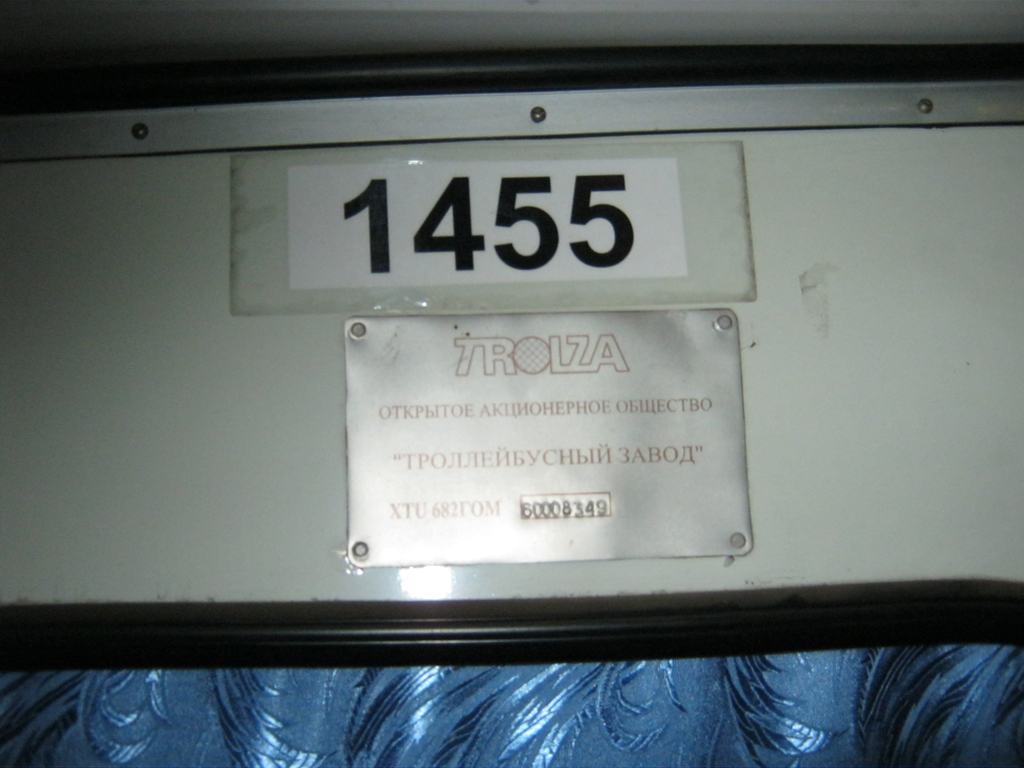 1455
TROLZA
ОТКРЫТОЕ АКЦИОНЕРНОЕ ОБЩЕСТВО
"ТРОЛЛЕЙБУСНЫЙ ЗАВОД"
XTU 682ГОМ 60008349